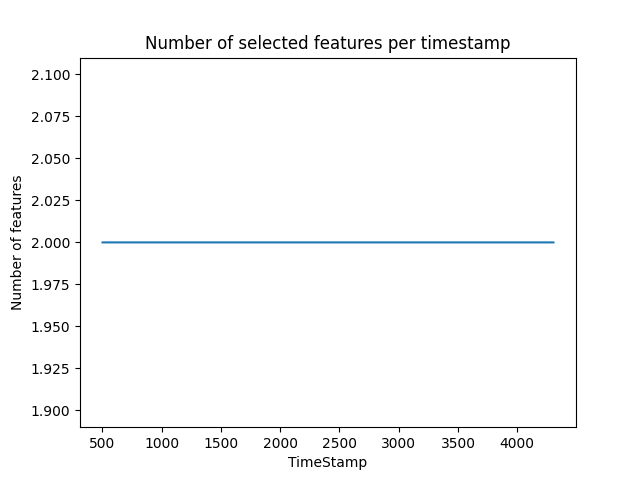 Number of selected features per timestamp
Number of features
2.100
2.075
2.050
2.025
2.000
1.975
1.950
1.925
1.900
500 1000 1500 2000 2500 3000 3500 4000
TimeStamp